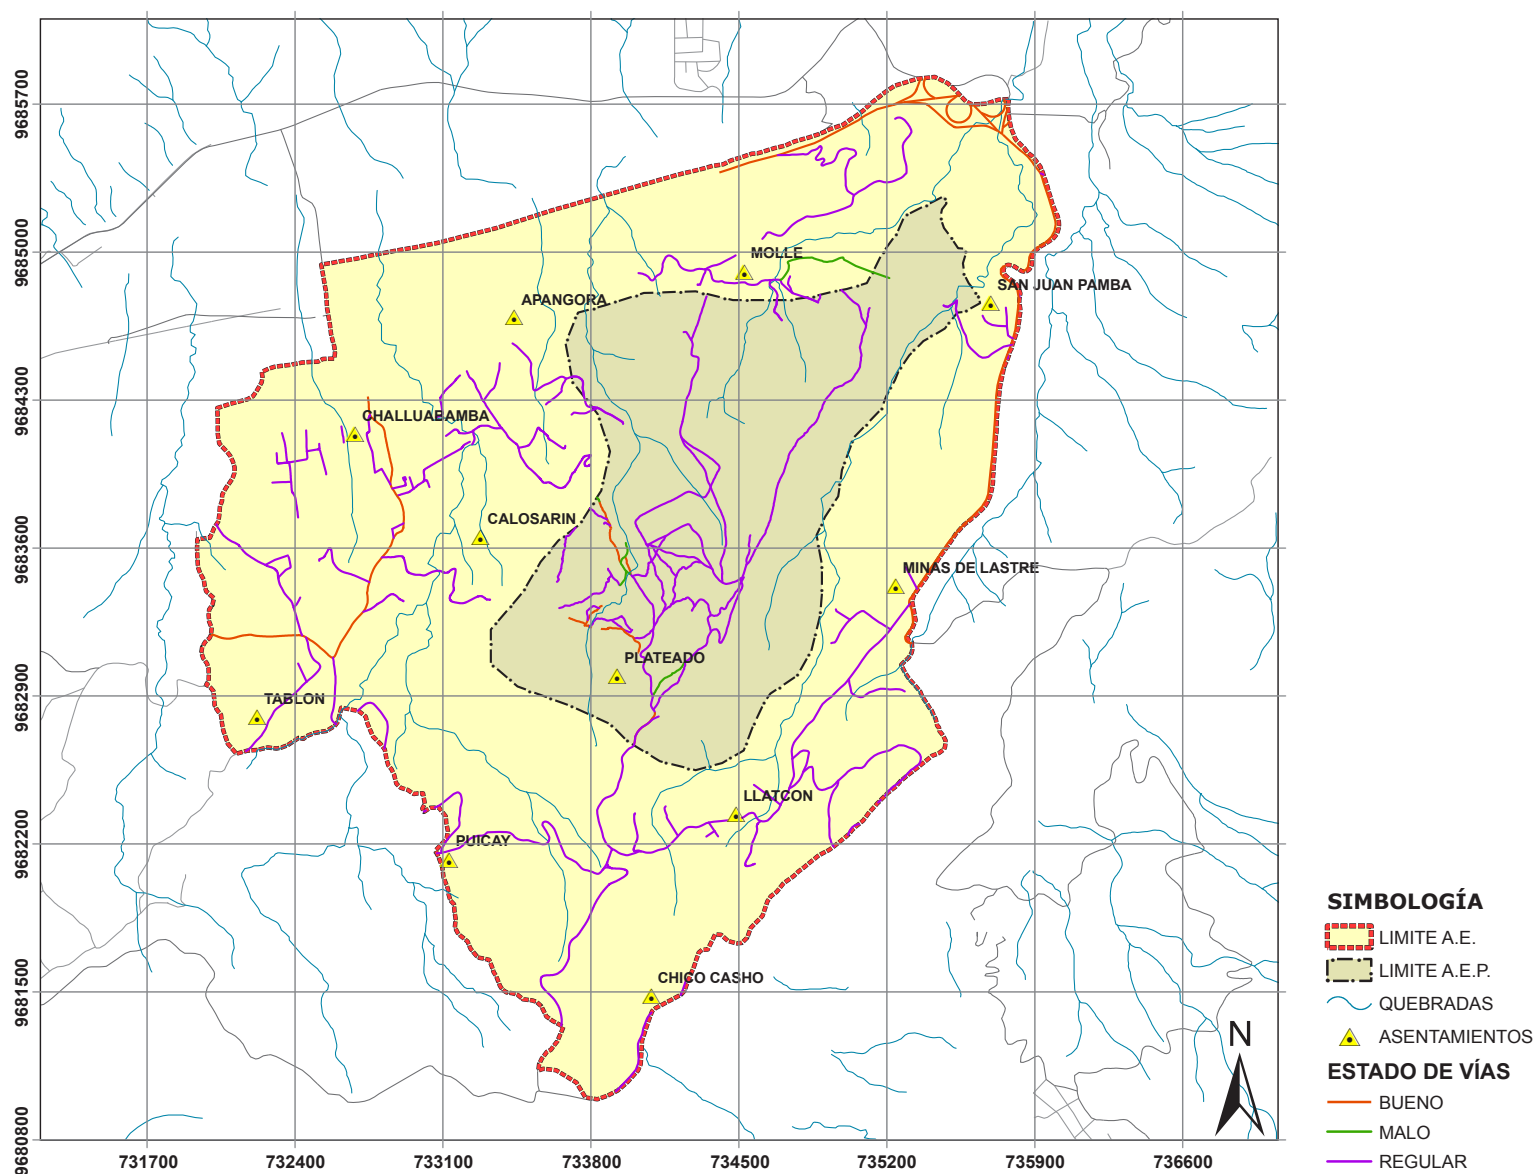 9685700
9685000
9684300
9683600
9682900
9682200
9681500
9680800
MOLLE
SAN JUAN PAMBA
APANGORA
CHALLUABAMBA
CALOSARIN
MINAS DE LASTRE
PLATEADO
TABLON
LLATCON
PUICAY
CHICO CASHO
731700 732400 733100 733800 734500 735200 735900 736600
SIMBOLOGÍA
LIMITE A.E.
LIMITE A.E.P.
QUEBRADAS
ASENTAMIENTOS
ESTADO DE VÍAS
BUENO
MALO
REGULAR
N